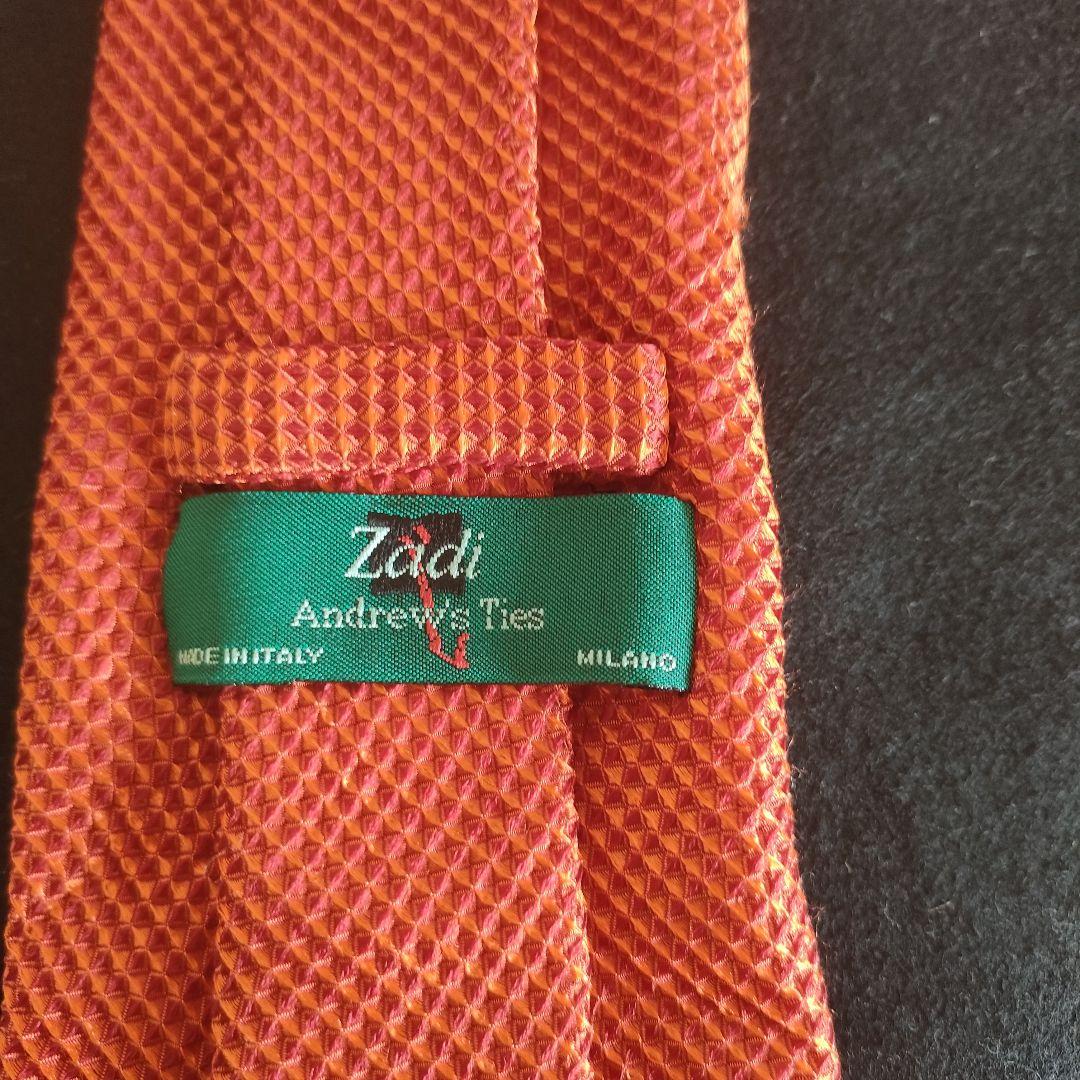 Zadi
Andrew's Ties
MADE IN ITALY
MILANO